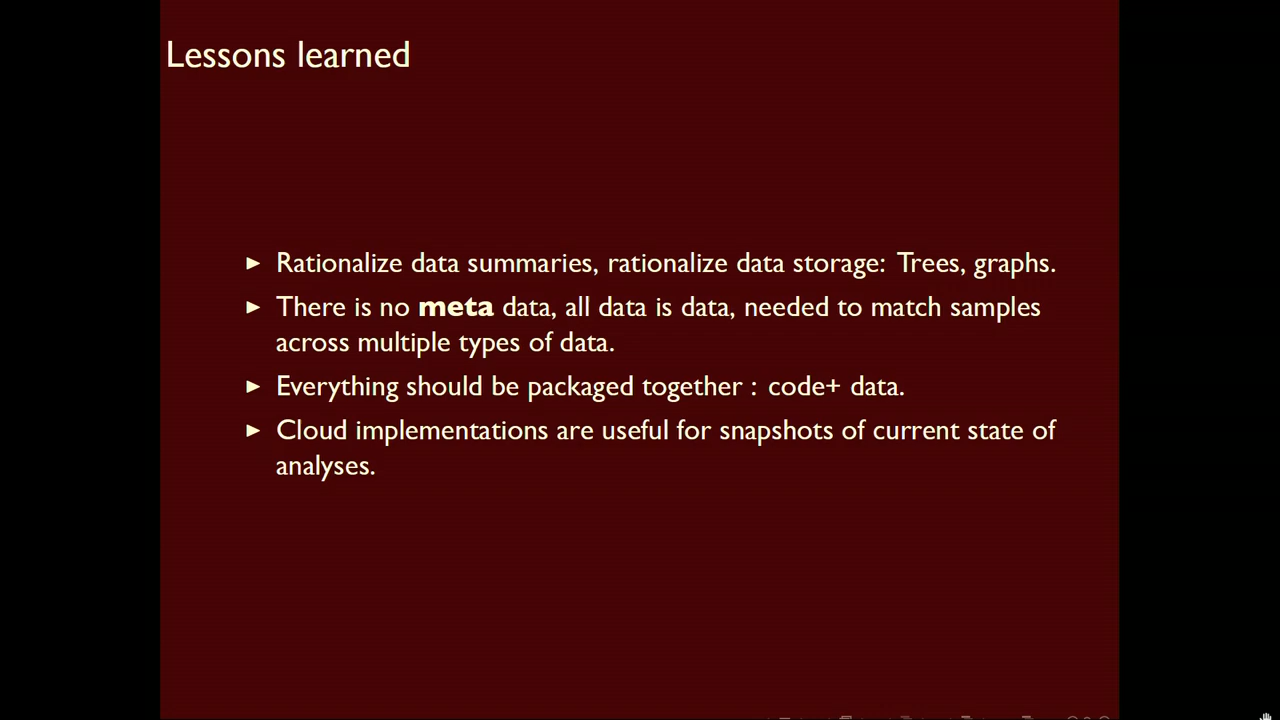 Lessons learned
► Rationalize data summaries, rationalize data storage: Trees, graphs.
► There is no meta data, all data is data, needed to match samples
across multiple types of data.
► Everything should be packaged together : code+ data.
► Cloud implementations are useful for snapshots of current state of
analyses.